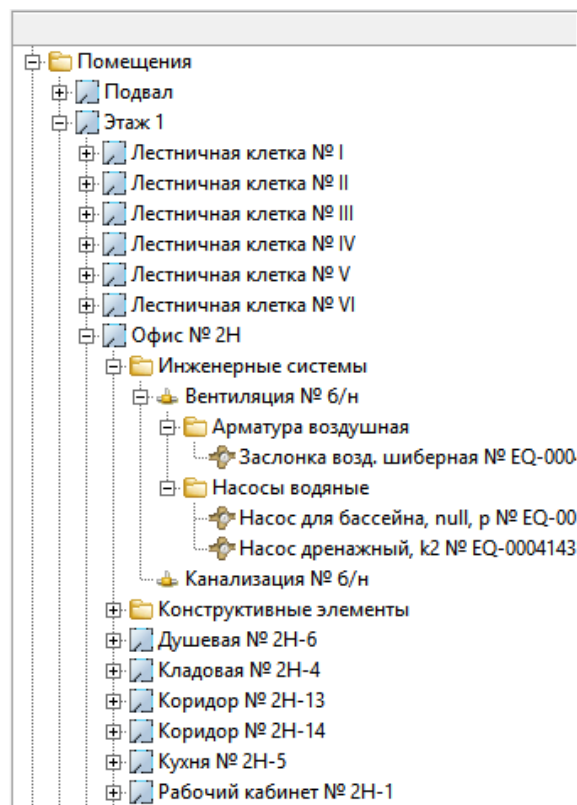 Помещения
Подвал
Этаж 1
Лестничная клетка № I
Лестничная клетка № II
Лестничная клетка № III
Лестничная клетка № IV
Лестничная клетка № V
Лестничная клетка № VI
Офис № 2Н
Инженерные системы
Вентиляция № б/н
Арматура воздушная
Заслонка возд. шиберная № EQ-000
Насосы водяные
Насос для бассейна, null, р № EQ-00
Насос дренажный, k2 № EQ-0004143
Канализация № б/н
Конструктивные элементы
Душевая № 2Н-6
Кладовая № 2Н-4
Коридор № 2Н-13
Коридор № 2Н-14
Кухня № 2Н-5
Рабочий кабинет № 2Н-1